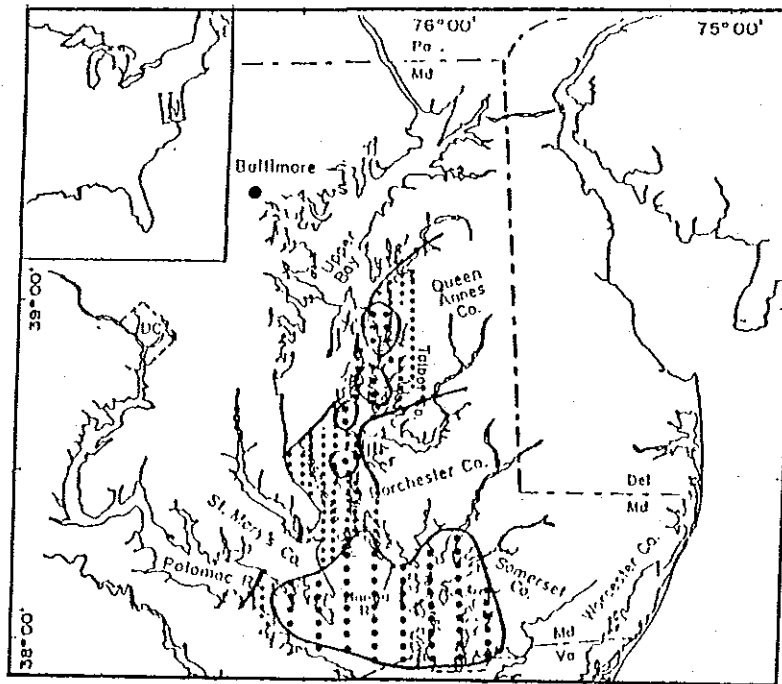 76°00'
75°00'
Pa
Md
Baltimore
Upper
Bay
Queen
Annes
Co.
39°00'
DC
Talbot Co.
Dorchester Co.
Del
Md
St. Mary's Co
Potomac R
Somerset
Co.
Worcester Co.
Md
Va
38°00'